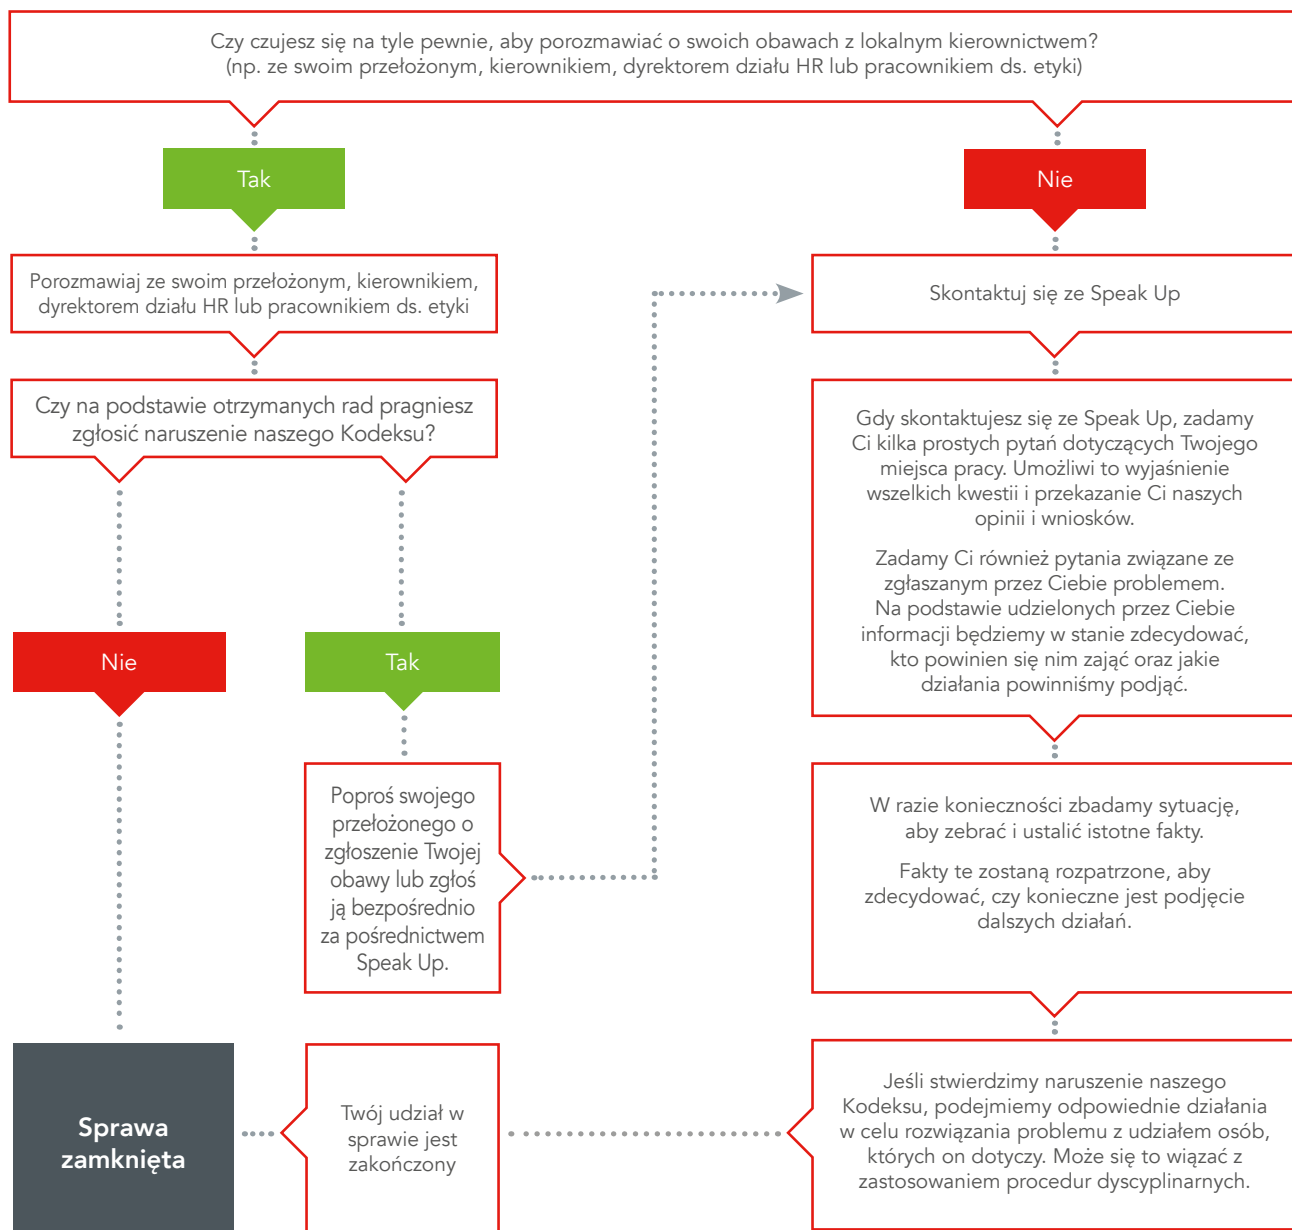 Czy czujesz się na tyle pewnie, aby porozmawiać o swoich obawach z lokalnym kierownictwem?
(np. ze swoim przełożonym, kierownikiem, dyrektorem działu HR lub pracownikiem ds. etyki)
Tak
Nie
Porozmawiaj ze swoim przełożonym, kierownikiem,
dyrektorem działu HR lub pracownikiem ds. etyki
Skontaktuj się ze Speak Up
Czy na podstawie otrzymanych rad pragniesz
zgłosić naruszenie naszego Kodeksu?
Gdy skontaktujesz się ze Speak Up, zadamy
Ci kilka prostych pytań dotyczących Twojego
miejsca pracy. Umożliwi to wyjaśnienie
wszelkich kwestii i przekazanie Ci naszych
opinii i wniosków.
Zadamy Ci również pytania związane ze
zgłaszanym przez Ciebie problemem.
Na podstawie udzielonych przez Ciebie
informacji będziemy w stanie zdecydować,
kto powinien się nim zająć oraz jakie
działania powinniśmy podjąć.
Nie
Tak
Poproś swojego
przełożonego o
zgłoszenie Twojej
obawy lub zgłoś
ją bezpośrednio
za pośrednictwem
Speak Up.
W razie konieczności zbadamy sytuację,
aby zebrać i ustalić istotne fakty.
Fakty te zostaną rozpatrzone, aby
zdecydować, czy konieczne jest podjęcie
dalszych działań.
Sprawa
zamknięta
Twój udział w
sprawie jest
zakończony
Jeśli stwierdzimy naruszenie naszego
Kodeksu, podejmiemy odpowiednie działania
w celu rozwiązania problemu z udziałem osób,
których on dotyczy. Może się to wiązać z
zastosowaniem procedur dyscyplinarnych.